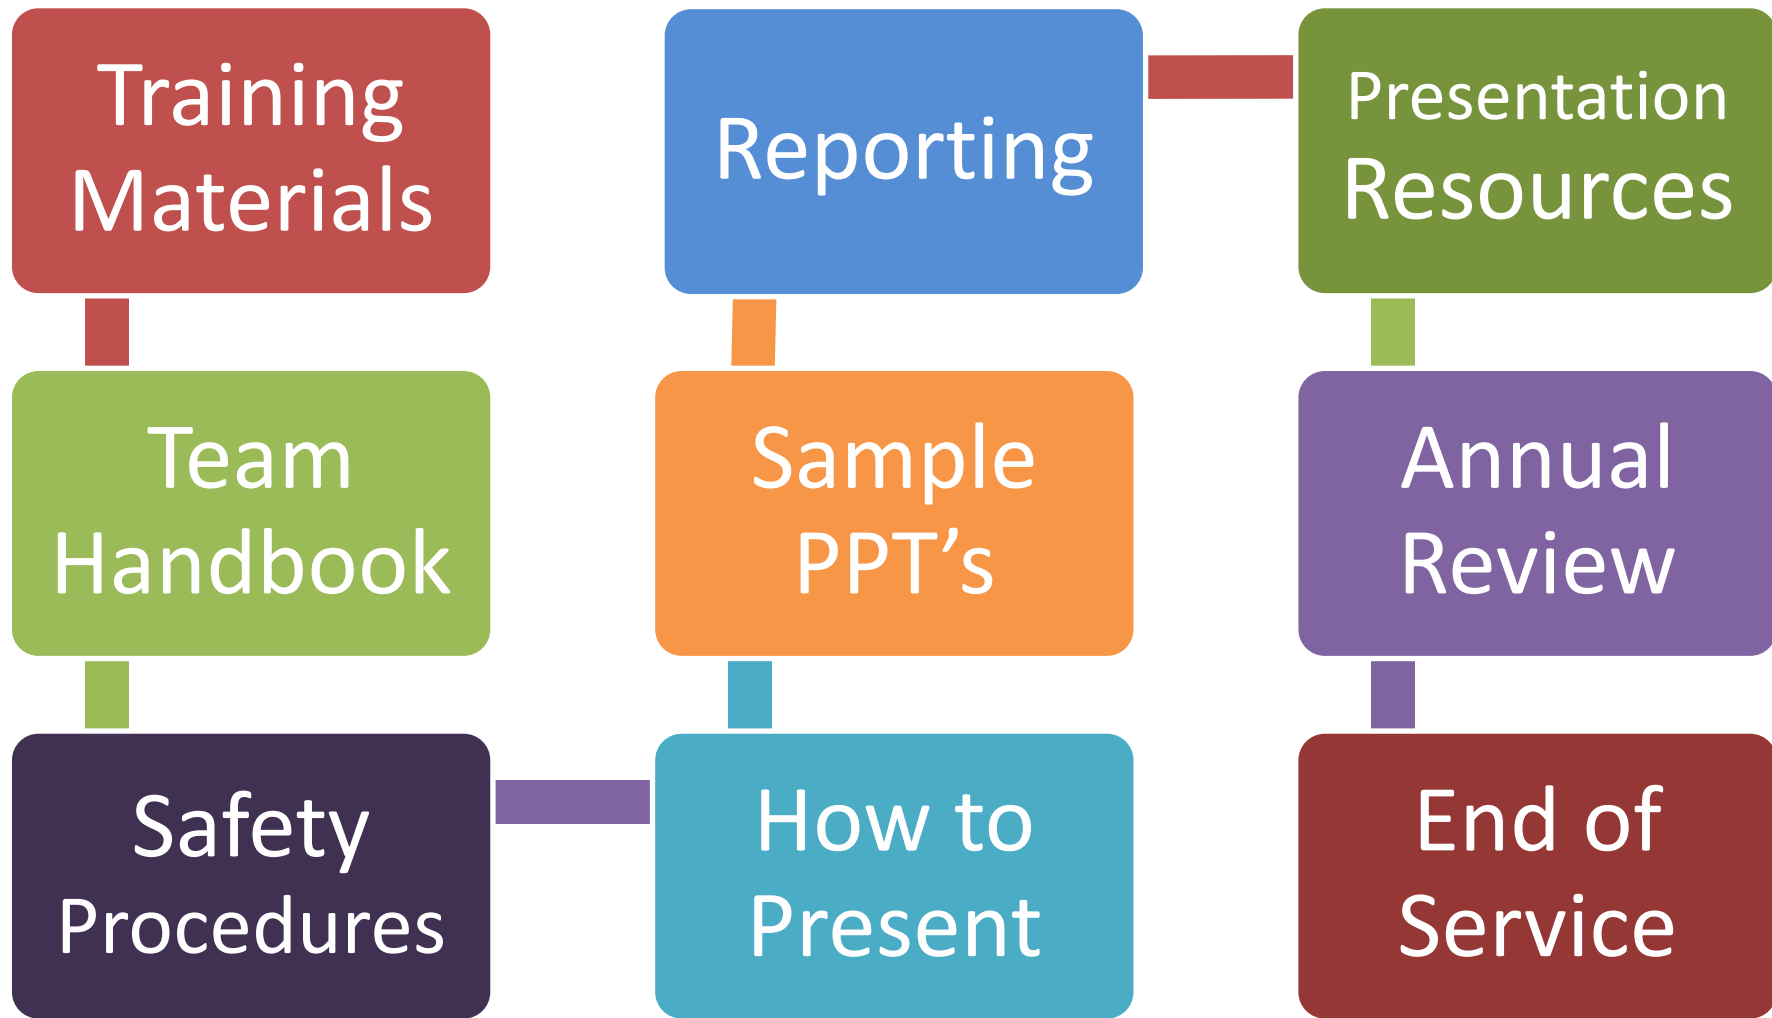 Training
Materials
Team
Handbook
Safety
Procedures
How to
Present
Sample
PPT’s
Reporting
Presentation
Resources
Annual
Review
End of
Service